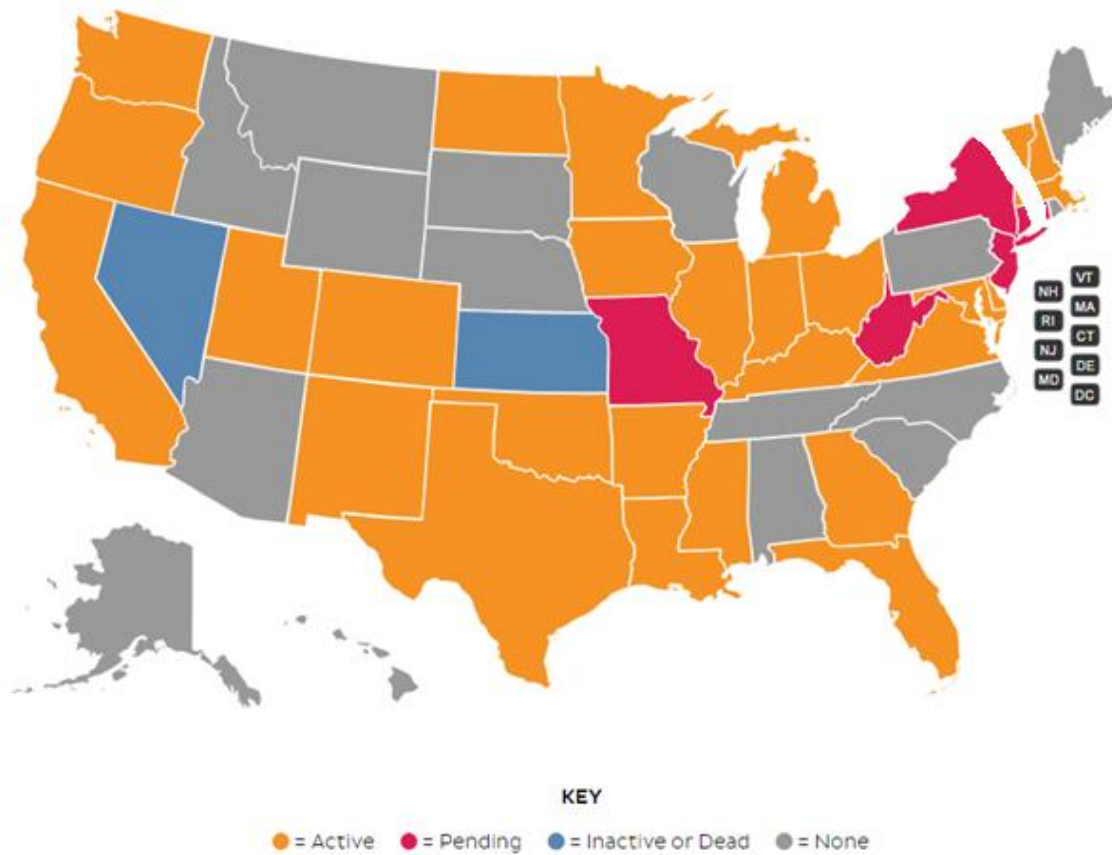 VT
NH
MA
RI
CT
NJ
DE
MD
DC
KEY
= Active = Pending = Inactive or Dead = None